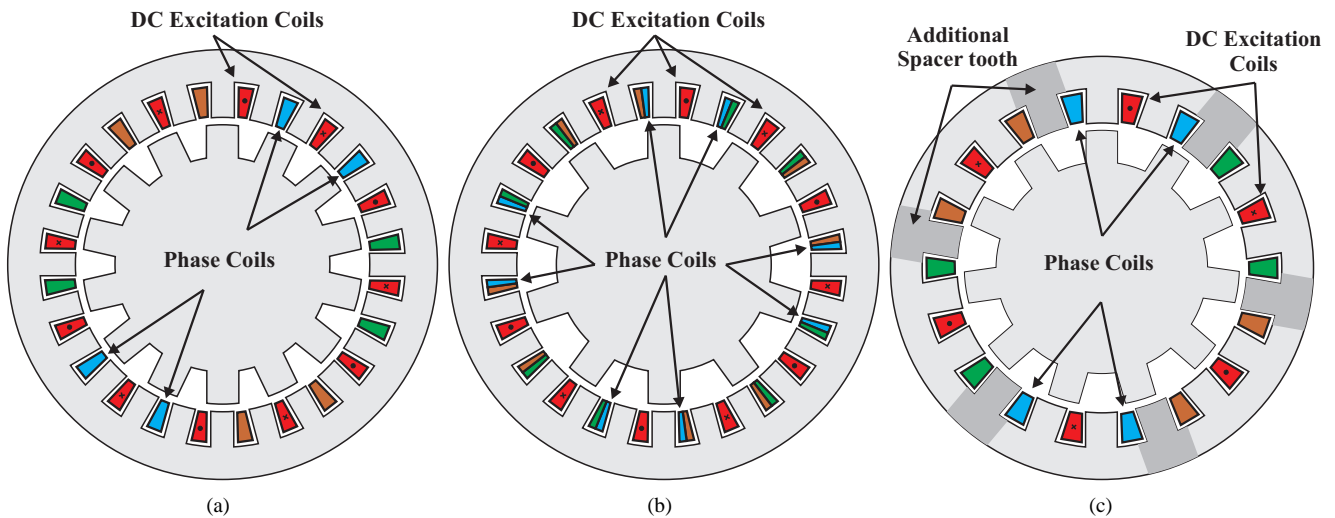 DC Excitation Coils
Phase Coils
(a)
DC Excitation Coils
Phase Coils
(b)
Additional
Spacer tooth
DC Excitation
Coils
Phase Coils
(c)